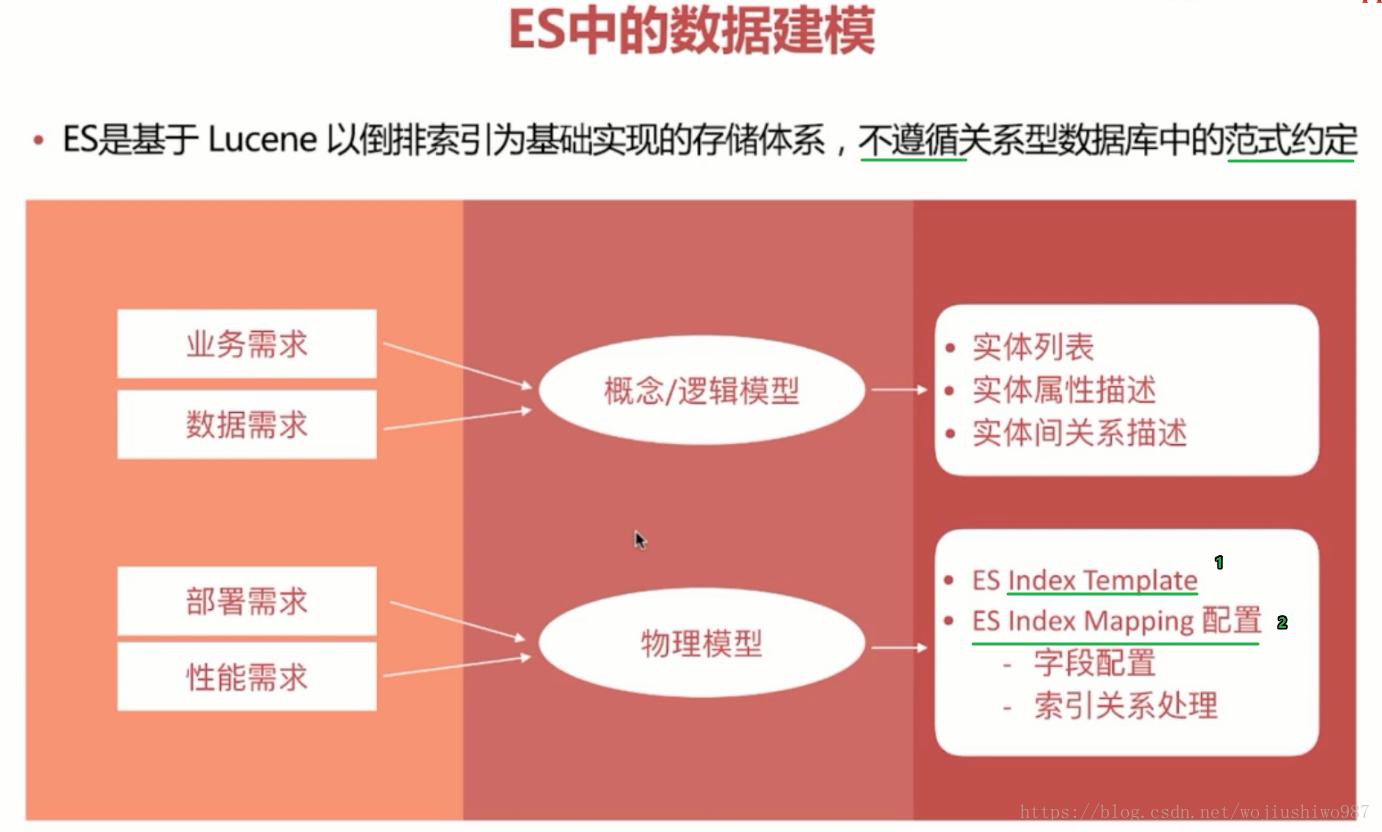 ES中的数据建模
• ES是基于 Lucene 以倒排索引为基础实现的存储体系，不遵循关系型数据库中的范式约定
业务需求
数据需求
概念/逻辑模型
• 实体列表
• 实体属性描述
• 实体间关系描述
部署需求
性能需求
物理模型
• ES Index Template 1
• ES Index Mapping 配置 2
- 字段配置
- 索引关系处理
https://blog.csdn.net/wojiushiwo987